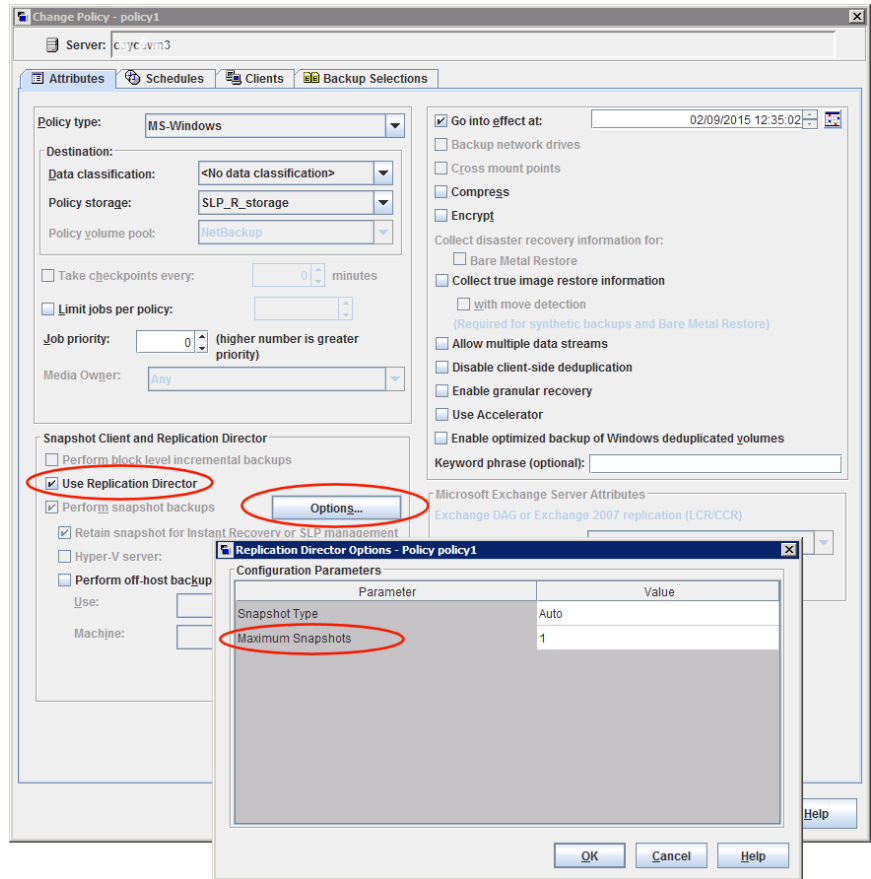 Change Policy - policy1
Server:
Attributes Schedules Clients Backup Selections
Policy type: MS-Windows
Destination:
Data classification: <No data classification>
Policy storage: SLP_R_storage
Policy volume pool: NetBackup
Take checkpoints every: 0 minutes
Limit jobs per policy:
Job priority: 0 (higher number is greater
priority)
Media Owner: Any
Snapshot Client and Replication Director
Perform block level incremental backups
Use Replication Director
Perform snapshot backups Options...
Retain snapshot for Instant Recovery or SLP management
Hyper-V server:
Perform off-host backup
Use:
Machine:
Go into effect at: 02/09/2015 12:35:02
Backup network drives
Cross mount points
Compress
Encrypt
Collect disaster recovery information for:
Bare Metal Restore
Collect true image restore information
with move detection
(Required for synthetic backups and Bare Metal Restore)
Allow multiple data streams
Disable client-side deduplication
Enable granular recovery
Use Accelerator
Enable optimized backup of Windows deduplicated volumes
Keyword phrase (optional):
Microsoft Exchange Server Attributes
Exchange DAG or Exchange 2007 replication (LCR/CCR)
Help
Replication Director Options - Policy policy1
Configuration Parameters
Parameter Value
Snapshot Type Auto
Maximum Snapshots 1
OK Cancel Help